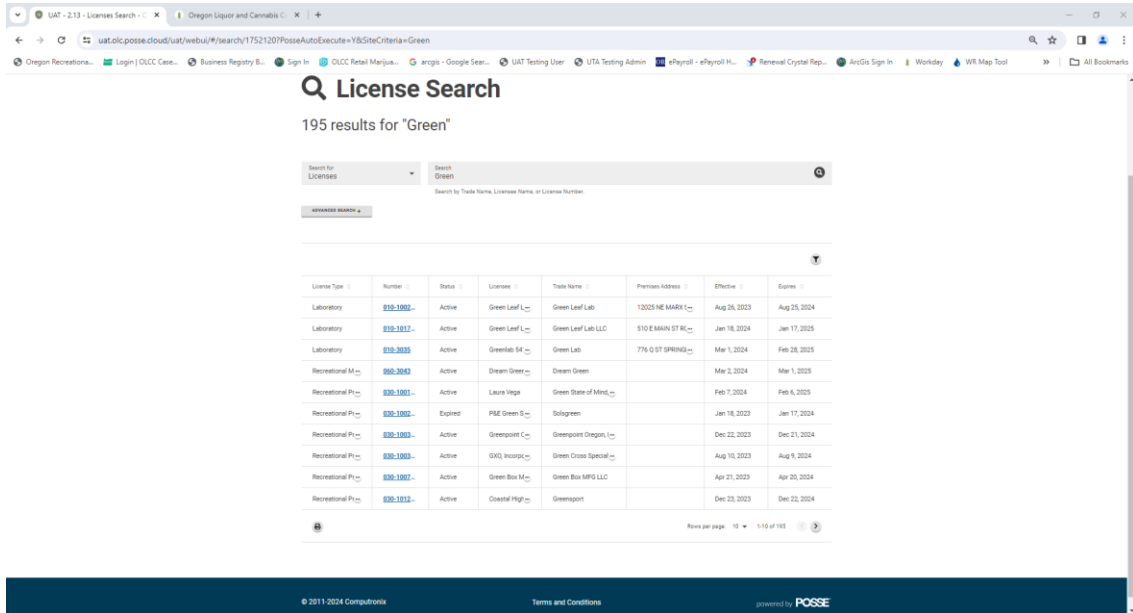 UAT - 2.13 - Licenses Search - Oregon Liquor and Cannabis
uat.olc.posse.cloud/uat/webui/#/search/1752120?PosseAutoExecute=Y&SiteCriteria=Green
Oregon Recreationa... Login | OLCC Case... Business Registry B... Sign In OLCC Retail Marijua... arcgis - Google Sear... UAT Testing User UTA Testing Admin ePayroll - ePayroll H... Renewal Crystal Rep... ArcGis Sign In Workday WR Map Tool » All Bookmarks
License Search
195 results for "Green"
Search for Search
Licenses Green
Search by Trade Name, Licensee Name, or License Number.
ADVANCED SEARCH
License Type Number Status Licensee Trade Name Premises Address Effective Expires
Laboratory 010-1002... Active Green Leaf L... Green Leaf Lab 12025 NE MARX S... Aug 26, 2023 Aug 25, 2024
Laboratory 010-1017... Active Green Leaf L... Green Leaf Lab LLC 510 E MAIN ST R(... Jan 18, 2024 Jan 17, 2025
Laboratory 010-3035 Active Greenlab 54... Green Lab 776 Q ST SPRING... Mar 1, 2024 Feb 28, 2025
Recreational M... 060-3043 Active Dream Green... Dream Green Mar 2, 2024 Mar 1, 2025
Recreational Pr... 030-1001... Active Laura Vega Green State of Mind,... Feb 7, 2024 Feb 6, 2025
Recreational Pr... 030-1002... Expired P&E Green S... Solsgreen Jan 18, 2023 Jan 17, 2024
Recreational Pr... 030-1003... Active Greenpoint C... Greenpoint Oregon, I... Dec 22, 2023 Dec 21, 2024
Recreational Pr... 030-1003... Active GXO, Incorpo... Green Cross Special... Aug 10, 2023 Aug 9, 2024
Recreational Pr... 030-1007... Active Green Box M... Green Box MFG LLC Apr 21, 2023 Apr 20, 2024
Recreational Pr... 030-1012... Active Coastal High... Greensport Dec 23, 2023 Dec 22, 2024
Rows per page: 10 1-10 of 195
© 2011-2024 Computronix Terms and Conditions powered by POSSE